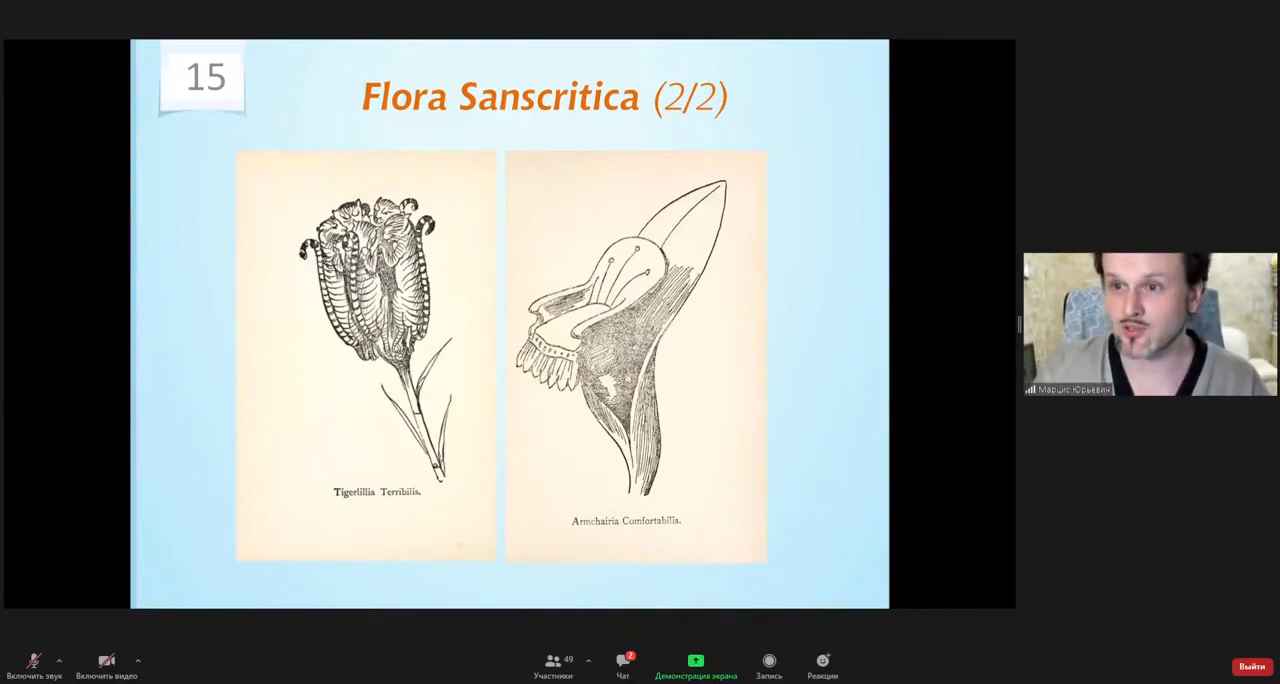 15
Flora Sanscritica (2/2)
Tigerlillia Terribilis.
Armchairia Comfortabilis.
Марцис Юрьевич
Включить звук
Включить видео
49
Участники
2
Чат
Демонстрация экрана
Запись
Реакции
Выйти